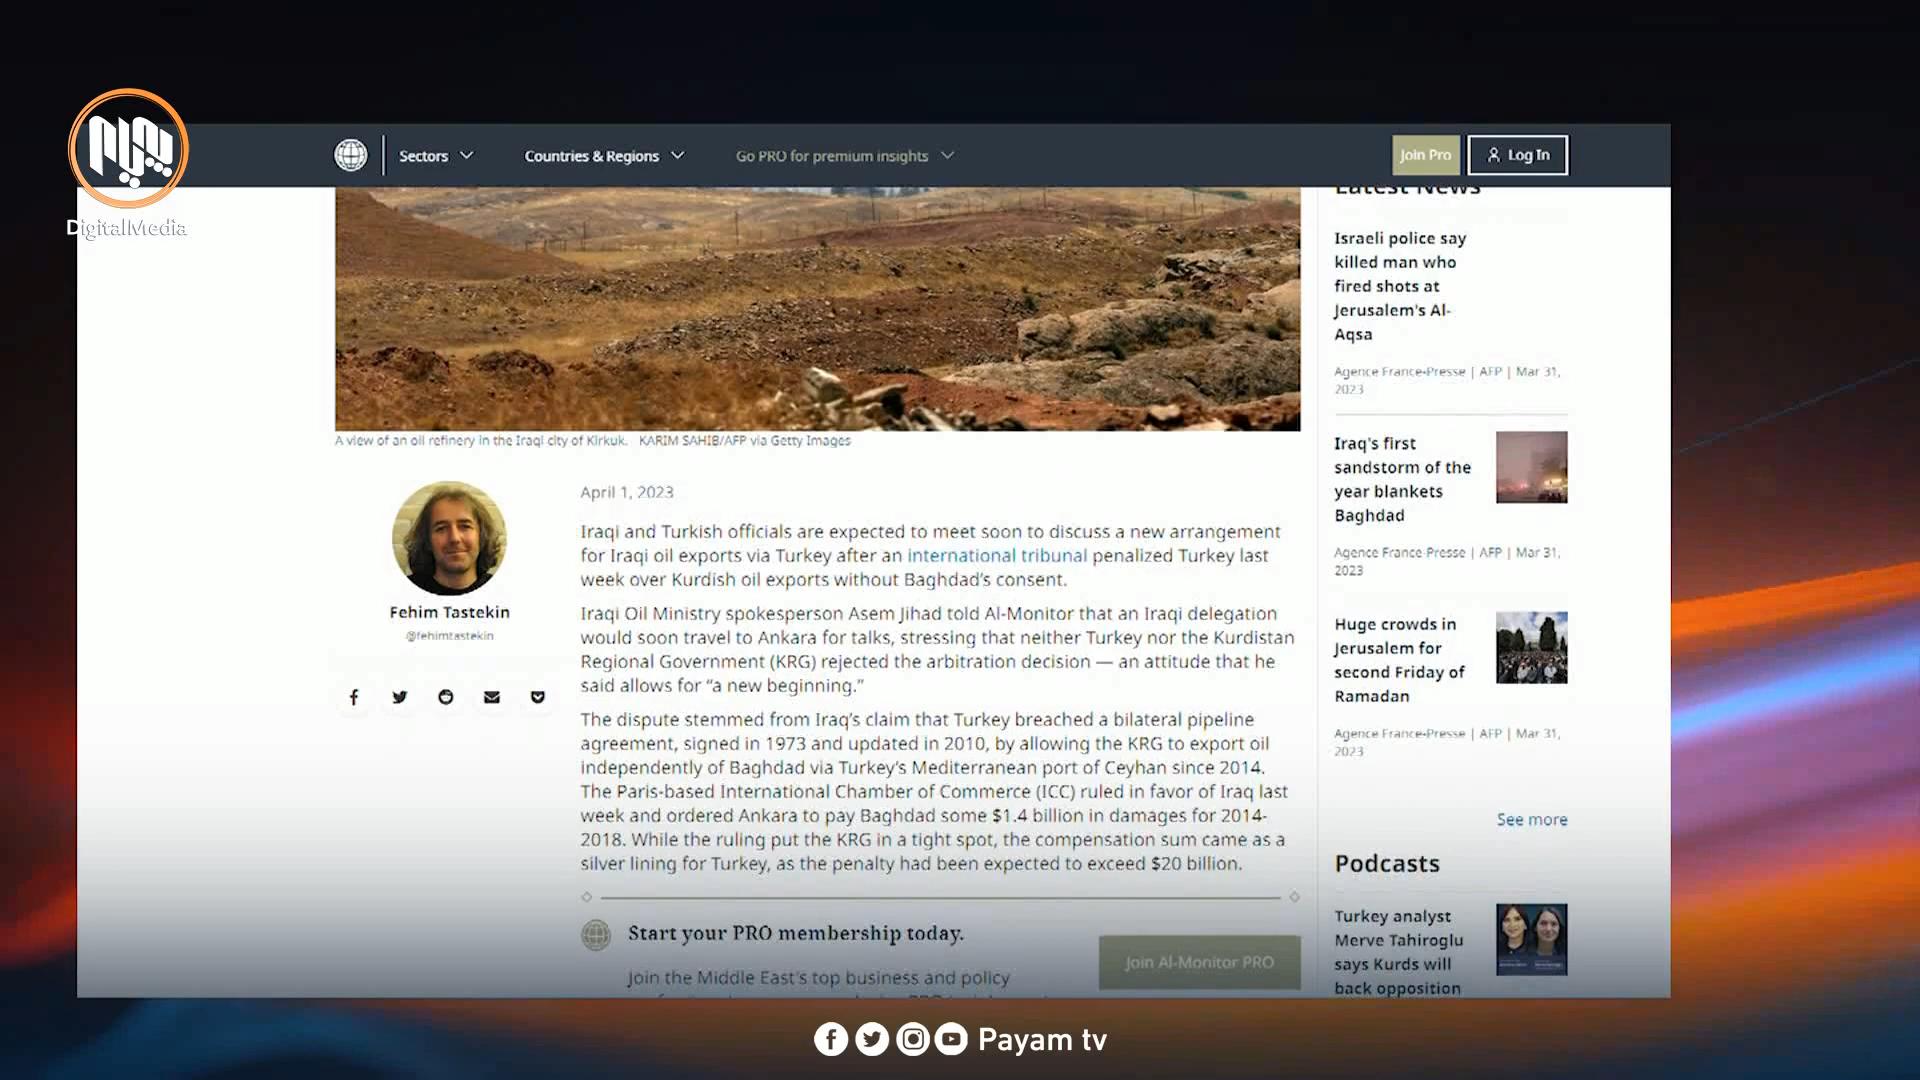 پیام
DigitalMedia
Sectors
Countries & Regions
Go PRO for premium insights
Join Pro
Log In
A view of an oil refinery in the Iraqi city of Kirkuk. KARIM SAHIB/AFP via Getty Images
Fehim Tastekin
@fehimtastekin
April 1, 2023
Iraqi and Turkish officials are expected to meet soon to discuss a new arrangement
for Iraqi oil exports via Turkey after an international tribunal penalized Turkey last
week over Kurdish oil exports without Baghdad’s consent.
Iraqi Oil Ministry spokesperson Asem Jihad told Al-Monitor that an Iraqi delegation
would soon travel to Ankara for talks, stressing that neither Turkey nor the Kurdistan
Regional Government (KRG) rejected the arbitration decision — an attitude that he
said allows for “a new beginning.”
The dispute stemmed from Iraq’s claim that Turkey breached a bilateral pipeline
agreement, signed in 1973 and updated in 2010, by allowing the KRG to export oil
independently of Baghdad via Turkey’s Mediterranean port of Ceyhan since 2014.
The Paris-based International Chamber of Commerce (ICC) ruled in favor of Iraq last
week and ordered Ankara to pay Baghdad some $1.4 billion in damages for 2014-
2018. While the ruling put the KRG in a tight spot, the compensation sum came as a
silver lining for Turkey, as the penalty had been expected to exceed $20 billion.
Start your PRO membership today.
Join the Middle East's top business and policy
Join Al-Monitor PRO
Latest News
Israeli police say
killed man who
fired shots at
Jerusalem's Al-
Aqsa
Agence France-Presse | AFP | Mar 31,
2023
Iraq's first
sandstorm of the
year blankets
Baghdad
Agence France-Presse | AFP | Mar 31,
2023
Huge crowds in
Jerusalem for
second Friday of
Ramadan
Agence France-Presse | AFP | Mar 31,
2023
See more
Podcasts
Turkey analyst
Merve Tahiroglu
says Kurds will
back opposition
Payam tv